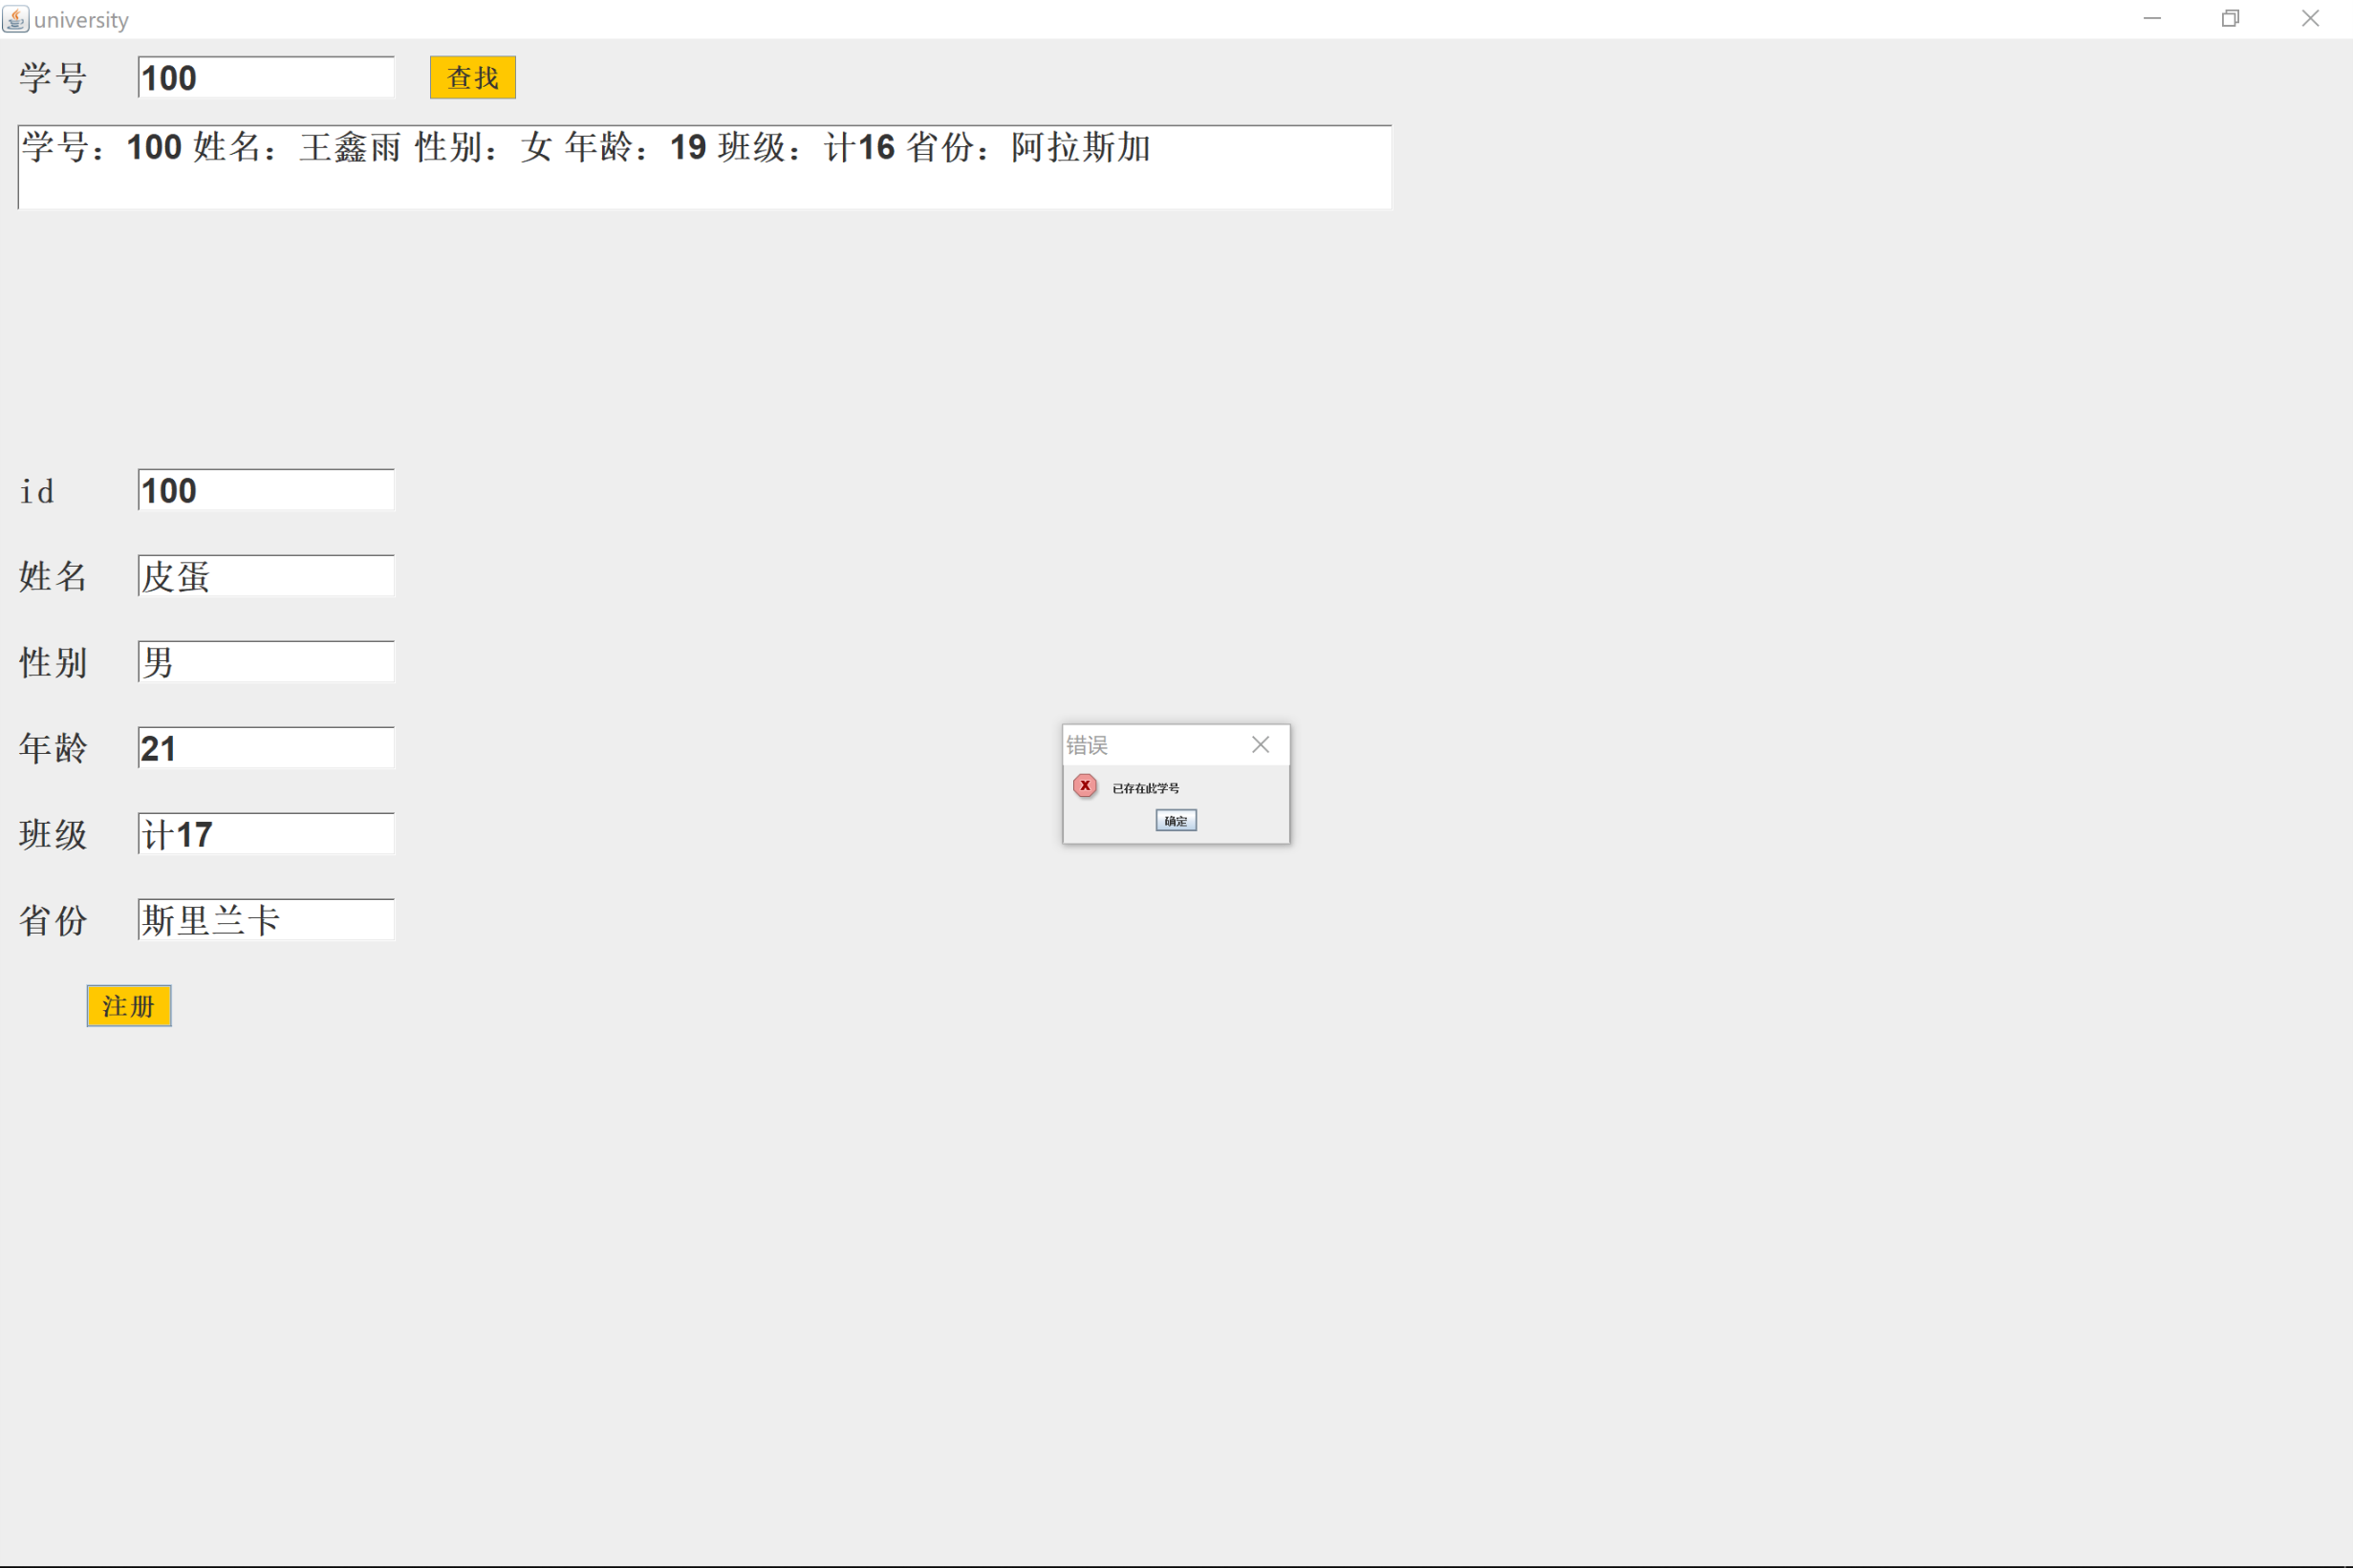 university
学号 100 查找
学号：100 姓名：王鑫雨 性别：女 年龄：19 班级：计16 省份：阿拉斯加
id 100
姓名 皮蛋
性别 男
年龄 21
错误
已存在此学号
确定
班级 计17
省份 斯里兰卡
注册